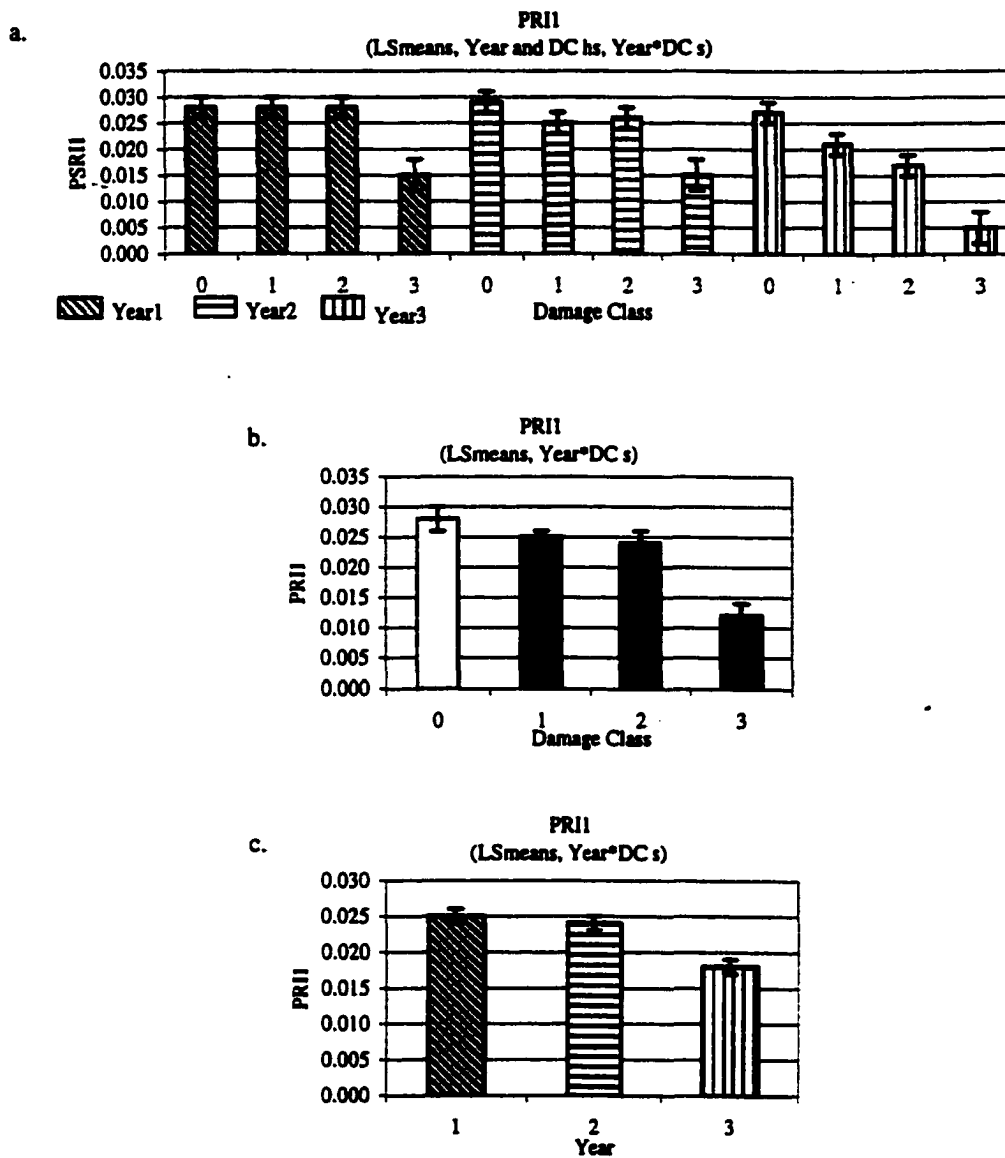 a.
PRI1
(LSmeans, Year and DC hs, Year*DC s)
PSRI1
0.035
0.030
0.025
0.020
0.015
0.010
0.005
0.000
0 1 2 3 0 1 2 3 0 1 2 3
Year1 Year2 Year3 Damage Class
b.
PRI1
(LSmeans, Year*DC s)
PRI1
0.035
0.030
0.025
0.020
0.015
0.010
0.005
0.000
0 1 2 3
Damage Class
c.
PRI1
(LSmeans, Year*DC s)
PRI1
0.030
0.025
0.020
0.015
0.010
0.005
0.000
1 2 3
Year